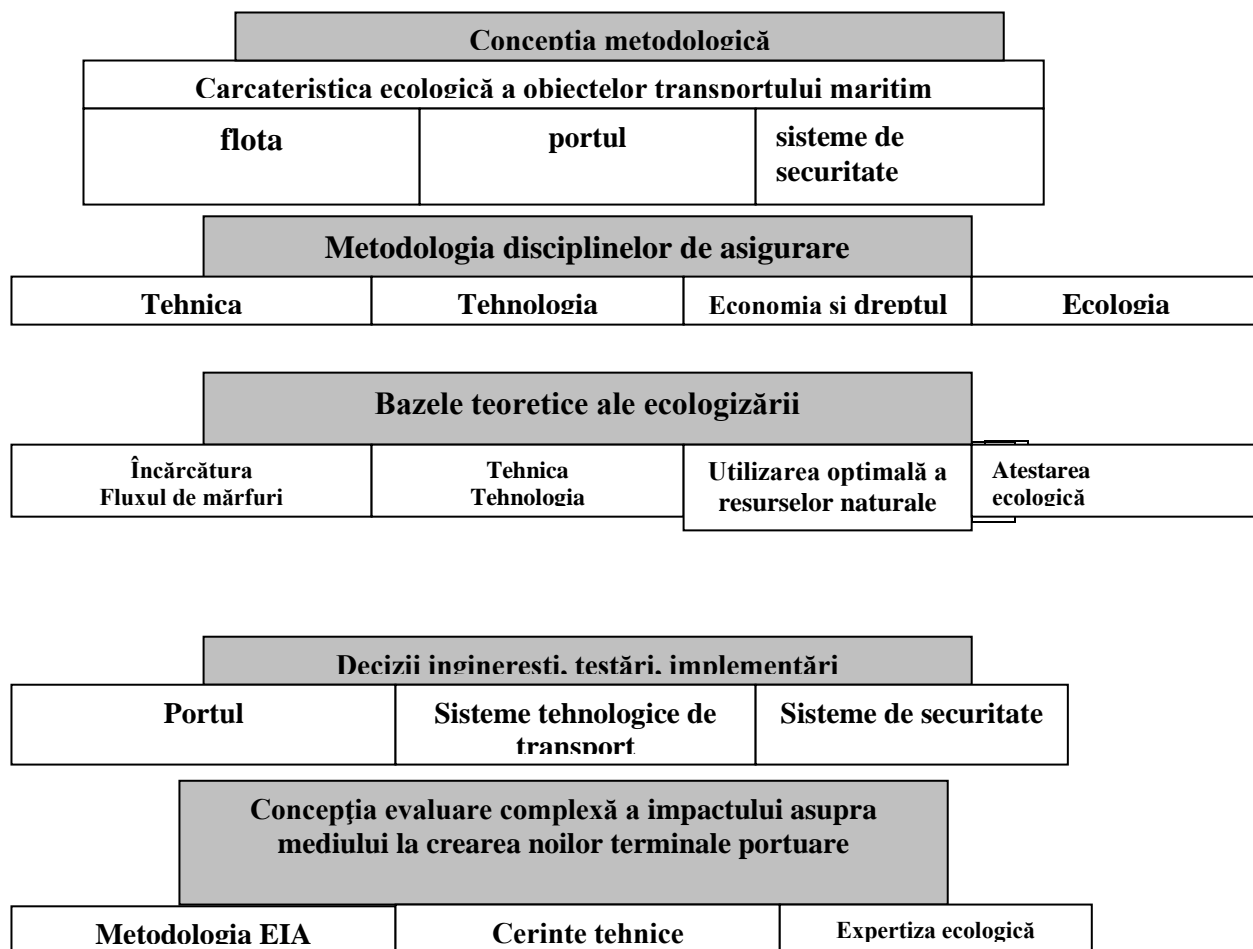 Concepția metodologică
Carcateristica ecologică a obiectelor transportului maritim
flota
portul
sisteme de
securitate
Metodologia disciplinelor de asigurare
Tehnica
Tehnologia
Economia si dreptul
Ecologia
Bazele teoretice ale ecologizării
Încărcătura
Fluxul de mărfuri
Tehnica
Tehnologia
Utilizarea optimală a
resurselor naturale
Atestarea
ecologică
Decizii inginerești, testări, implementări
Portul
Sisteme tehnologice de
transport
Sisteme de securitate
Concepţia evaluare complexă a impactului asupra
mediului la crearea noilor terminale portuare
Metodologia EIA
Cerinte tehnice
Expertiza ecologică